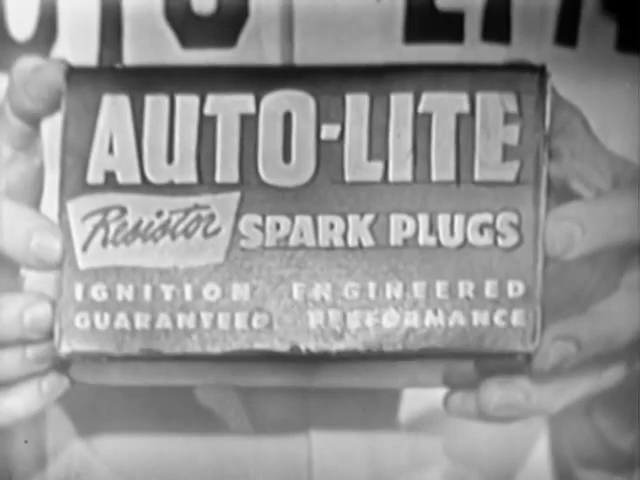 AUTO-LITE
Resistor SPARK PLUGS
IGNITION ENGINEERED
GUARANTEED PERFORMANCE